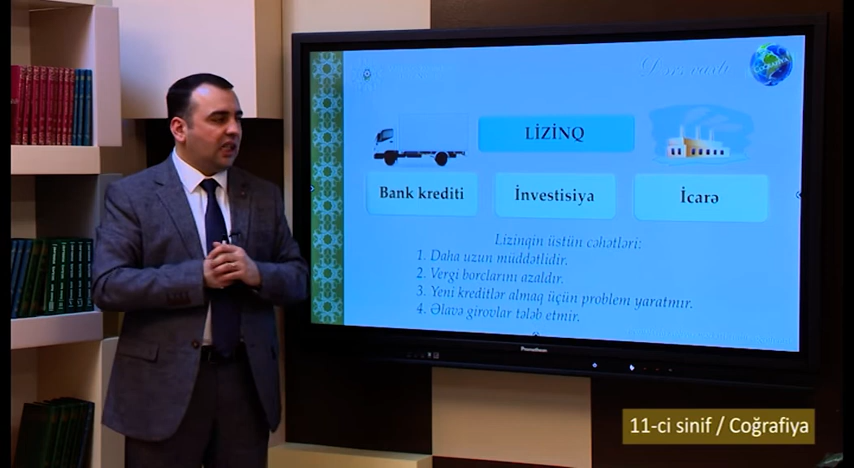 Dərs vaxtı
LİZİNQ
Bank krediti
İnvestisiya
İcarə
Lizinqin üstün cəhətləri:
1. Daha uzun müddətlidir.
2. Vergi borclarını azaldır.
3. Yeni kreditlər almaq üçün problem yaratmır.
4. Əlavə girovlar tələb etmir.
Promethean
11-ci sinif / Coğrafiya